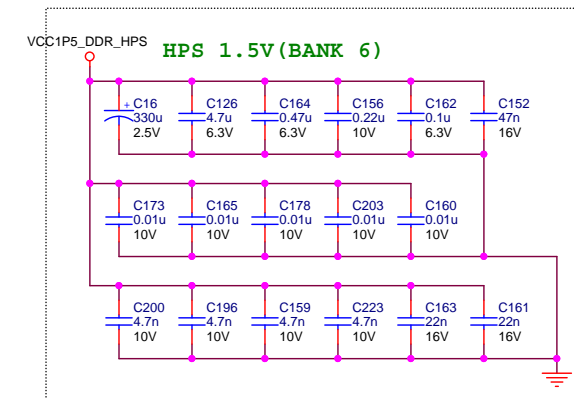 VCC1P5_DDR_HPS
HPS 1.5V(BANK 6)
+ C16 C126 C164 C156 C162 C152
330u 4.7u 0.47u 0.22u 0.1u 47n
2.5V 6.3V 6.3V 10V 6.3V 16V
C173 C165 C178 C203 C160
0.01u 0.01u 0.01u 0.01u 0.01u
10V 10V 10V 10V 10V
C200 C196 C159 C223 C163 C161
4.7n 4.7n 4.7n 4.7n 22n 22n
10V 10V 10V 10V 16V 16V